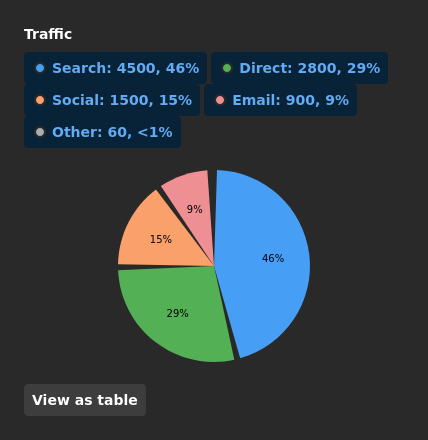 Traffic
Search: 4500, 46% Direct: 2800, 29%
Social: 1500, 15% Email: 900, 9%
Other: 60, <1%
9%
46%
15%
29%
View as table